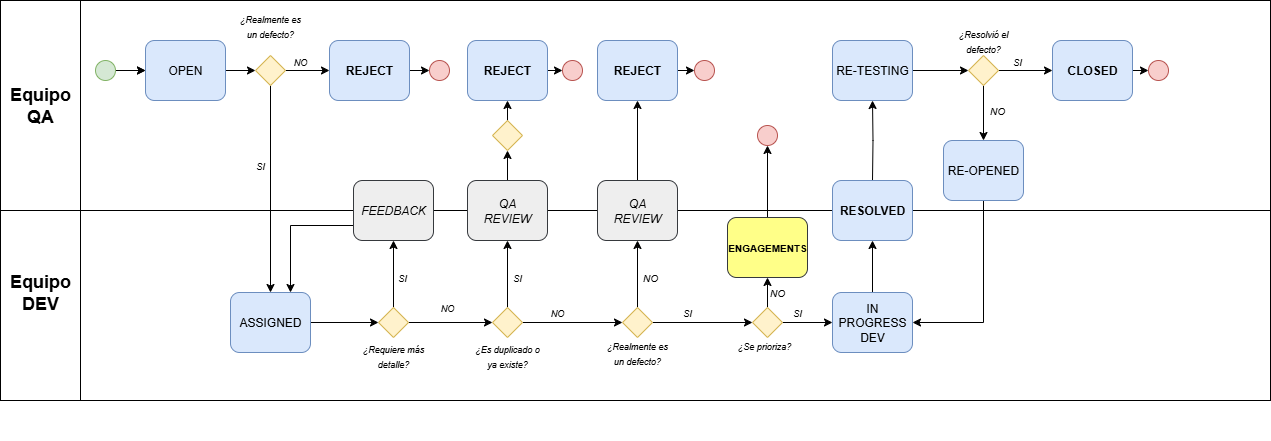 Equipo
QA
¿Realmente es
un defecto?
OPEN
NO
REJECT
REJECT
REJECT
RE-TESTING
¿Resolvió el
defecto?
SI
CLOSED
NO
RE-OPENED
SI
FEEDBACK
QA
REVIEW
QA
REVIEW
RESOLVED
Equipo
DEV
ENGAGEMENTS
ASSIGNED
SI
NO
¿Requiere más
detalle?
SI
NO
¿Es duplicado o
ya existe?
NO
SI
¿Realmente es
un defecto?
NO
SI
¿Se prioriza?
IN
PROGRESS
DEV